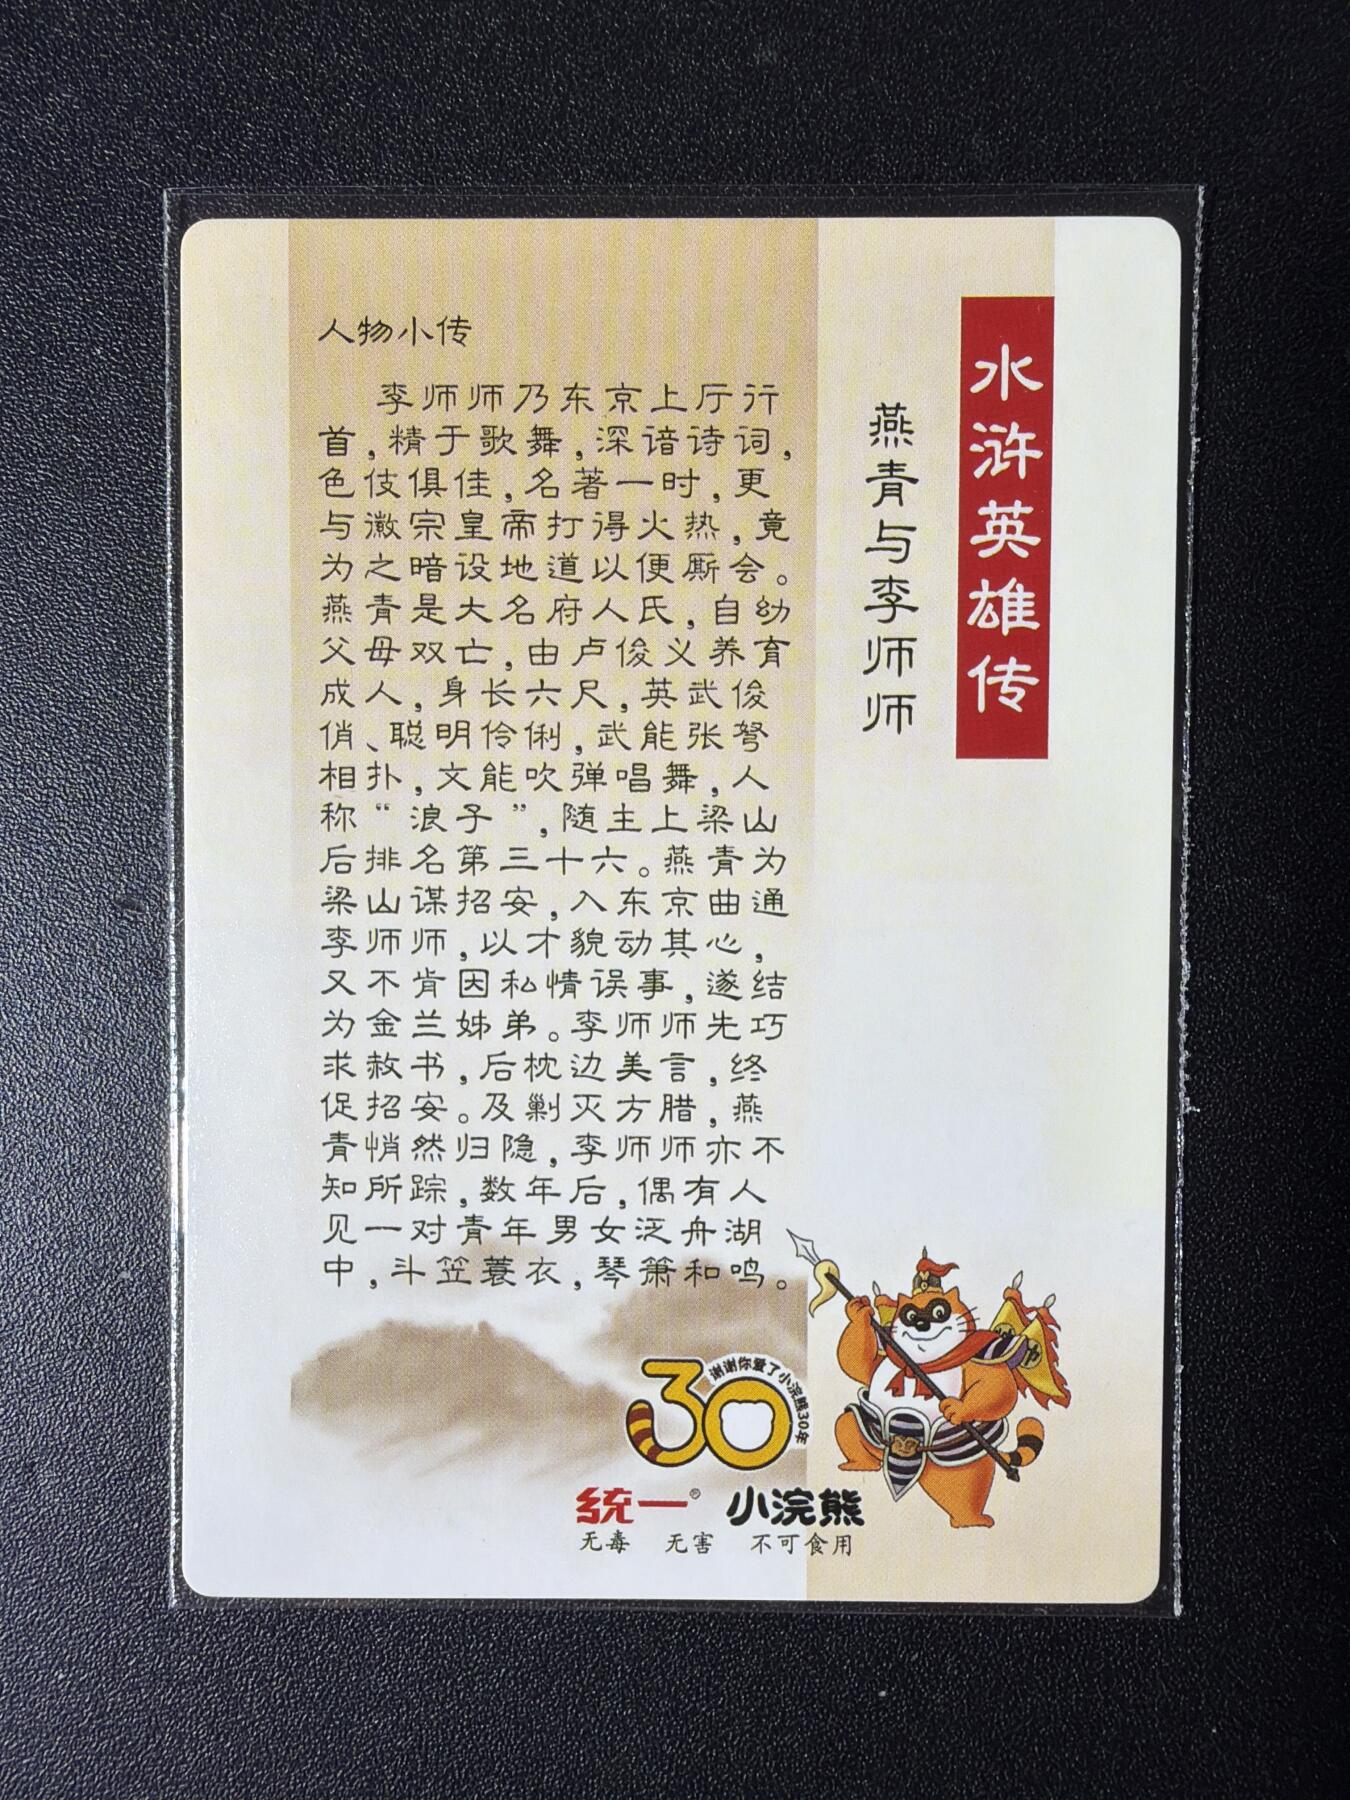 水浒英雄传
燕青与李师师
人物小传
李师师乃东京上厅行
首,精于歌舞,深谙诗词,
色伎俱佳,名著一时,更
与徽宗皇帝打得火热,竟
为之暗设地道以便厮会。
燕青是大名府人氏,自幼
父母双亡,由卢俊义养育
成人,身长六尺,英武俊
俏、聪明伶俐,武能张弩
相扑,文能吹弹唱舞,人
称“浪子”,随主上梁山
后排名第三十六。燕青为
梁山谋招安,入东京曲通
李师师,以才貌动其心,
又不肯因私情误事,遂结
为金兰姊弟。李师师先巧
求赦书,后枕边美言,终
促招安。及剿灭方腊,燕
青悄然归隐,李师师亦不
知所踪,数年后,偶有人
见一对青年男女泛舟湖
中,斗笠蓑衣,琴箫和鸣。
30
谢谢你爱了小浣熊30年
统一® 小浣熊
无毒 无害 不可食用